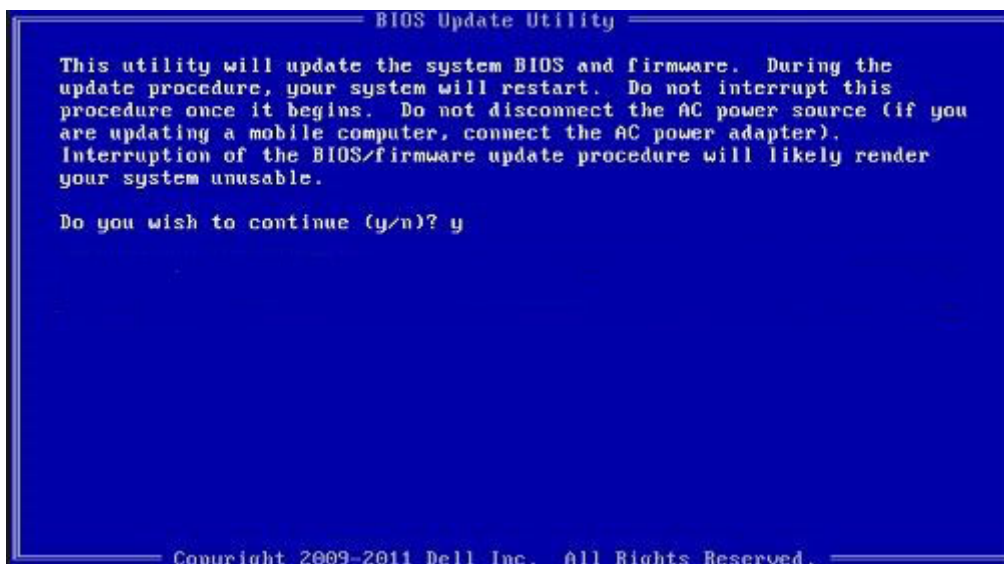 BIOS Update Utility
This utility will update the system BIOS and firmware. During the
update procedure, your system will restart. Do not interrupt this
procedure once it begins. Do not disconnect the AC power source (if you
are updating a mobile computer, connect the AC power adapter).
Interruption of the BIOS/firmware update procedure will likely render
your system unusable.
Do you wish to continue (y/n)? y
Copyright 2009-2011 Dell Inc. All Rights Reserved.